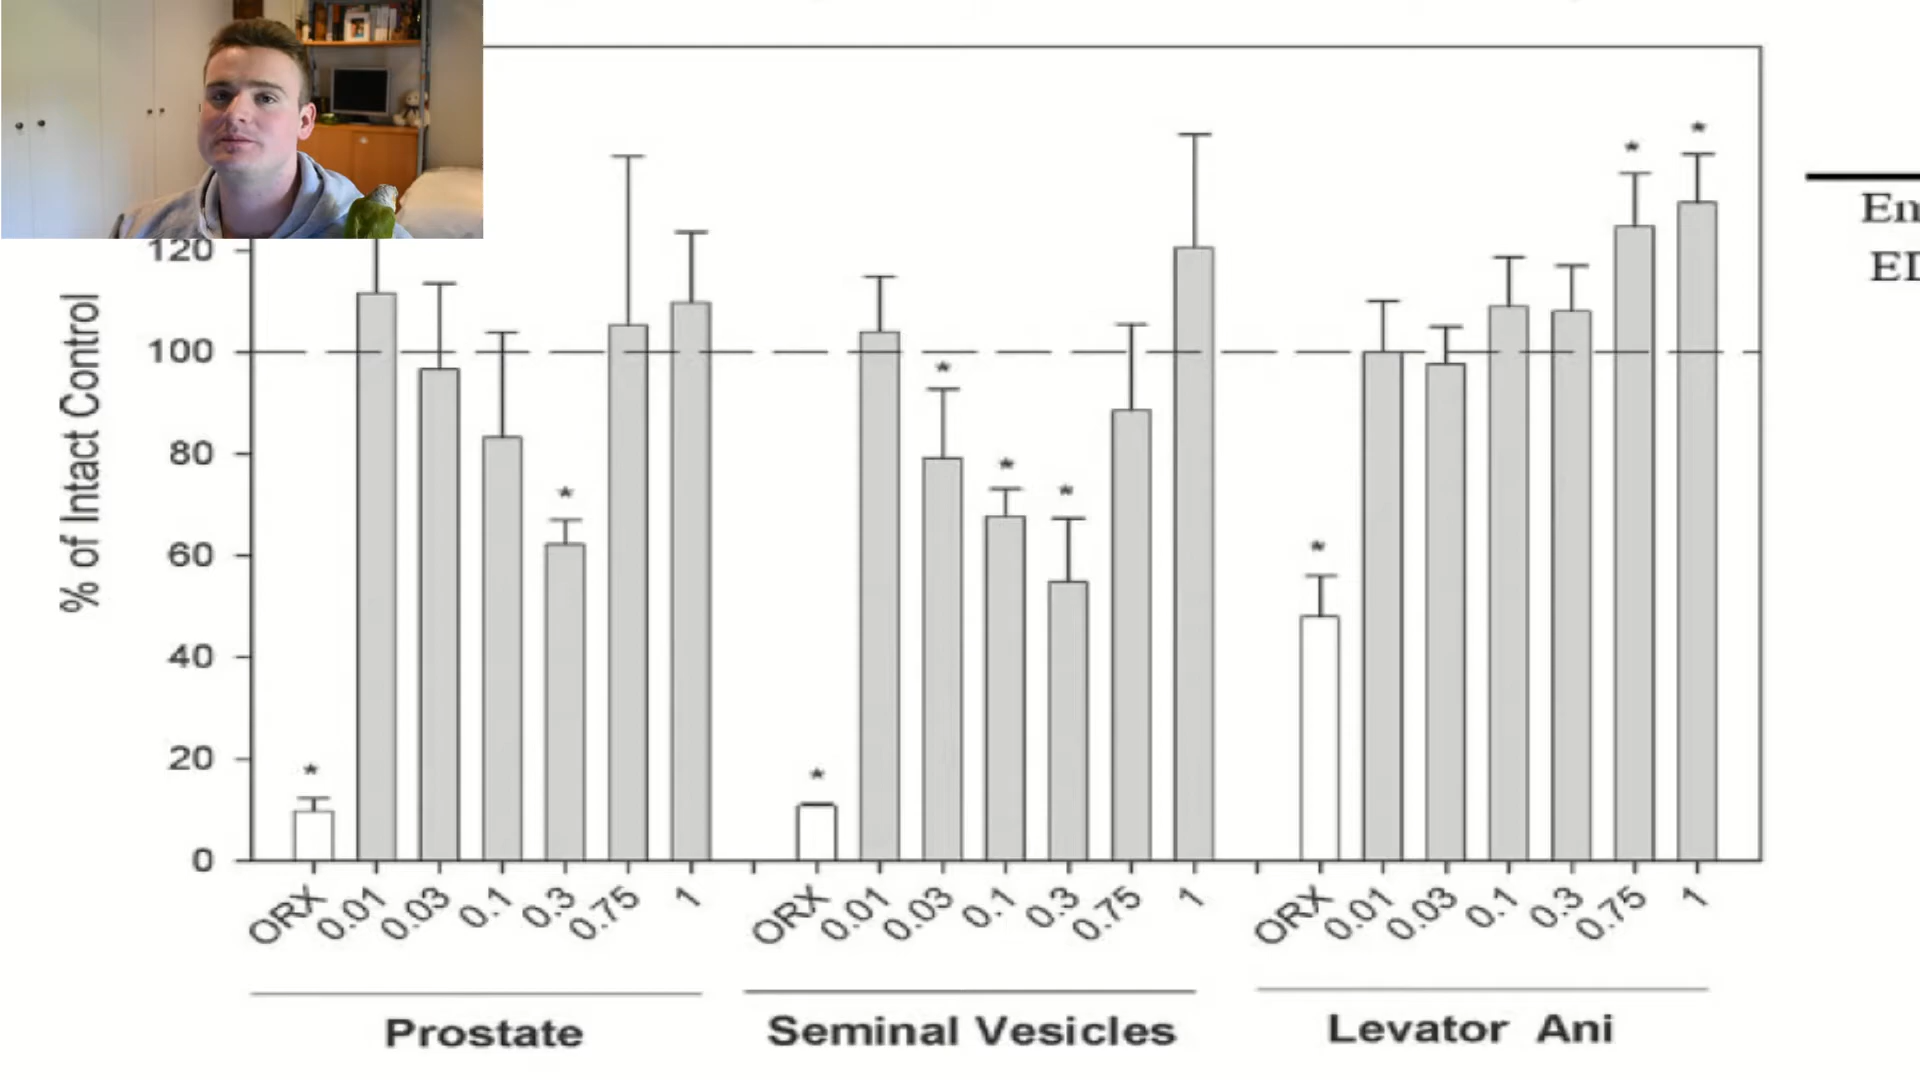 120
100
80
60
40
20
0
% of Intact Control
*
*
*
*
*
*
*
*
*
*
ORX 0.01 0.03 0.1 0.3 0.75 1
ORX 0.01 0.03 0.1 0.3 0.75 1
ORX 0.01 0.03 0.1 0.3 0.75 1
Prostate
Seminal Vesicles
Levator Ani
En
ED